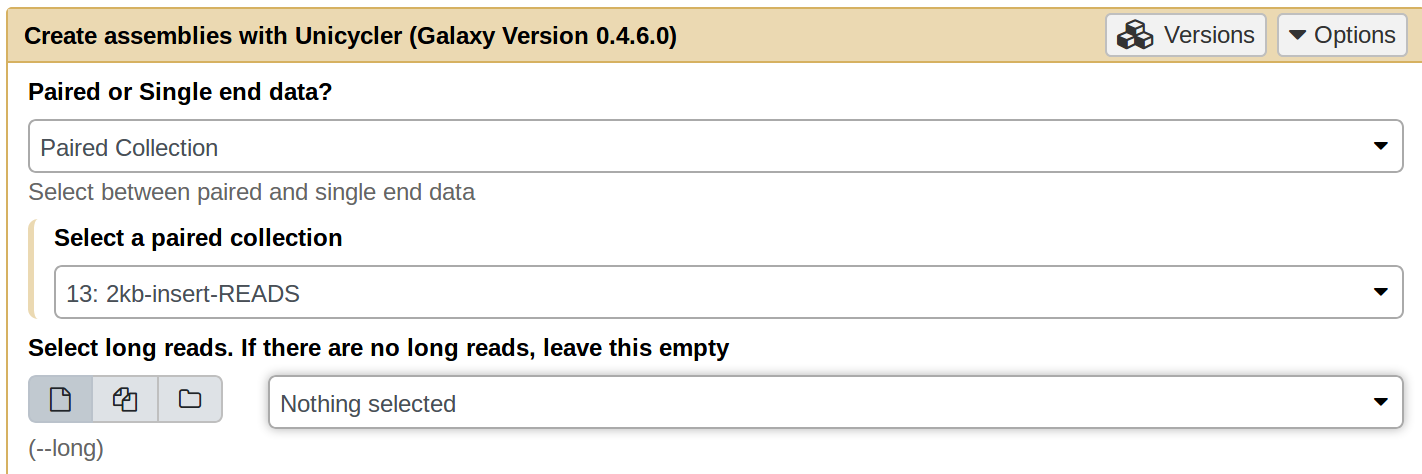 Create assemblies with Unicycler (Galaxy Version 0.4.6.0) Versions Options
Paired or Single end data?
Paired Collection
Select between paired and single end data
Select a paired collection
13: 2kb-insert-READS
Select long reads. If there are no long reads, leave this empty
Nothing selected
(--long)